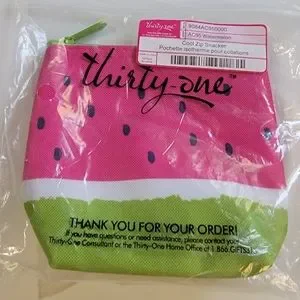 thirty-one
9084AC956000O
AC95 Watermelon
Cool Zip Snacker
Pochette isotherme pour collations
thirty-one™
THANK YOU FOR YOUR ORDER!
If you have questions or need assistance, please contact your
Thirty-One Consultant or the Thirty-One Home Office at 1.866.GIFTS31